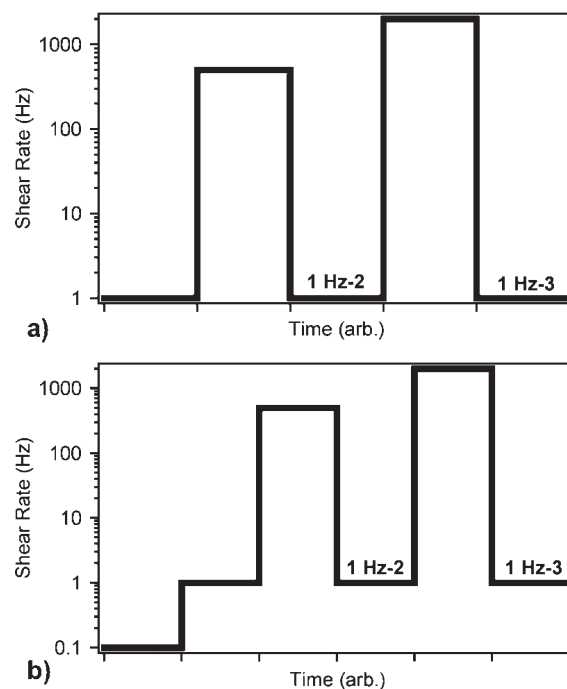 1000
100
10
1
Shear Rate (Hz)
1 Hz-2
1 Hz-3
Time (arb.)
a)
1000
100
10
1
0.1
Shear Rate (Hz)
1 Hz-2
1 Hz-3
Time (arb.)
b)